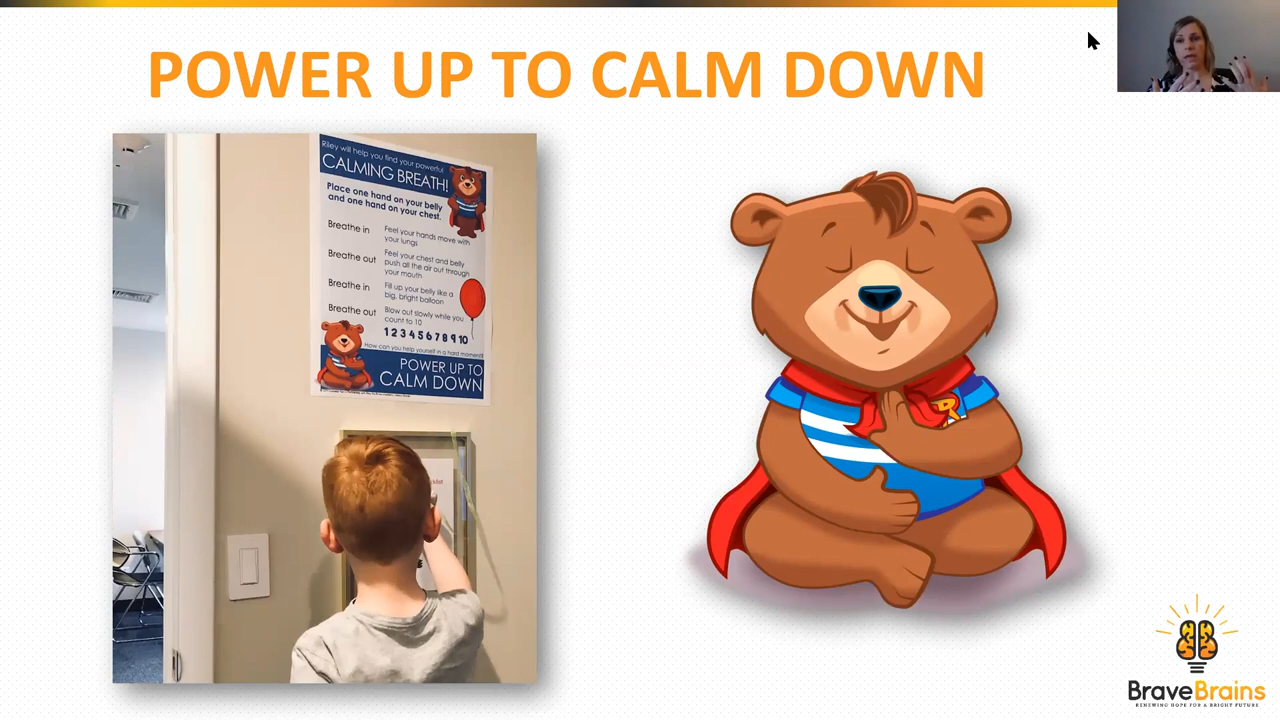 POWER UP TO CALM DOWN
Riley will help you find your powerful
CALMING BREATH!
Place one hand on your belly
and one hand on your chest.
Breathe in
Feel your hands move with
your lungs
Breathe out
Feel your chest and belly
push all the air out through
your mouth
Breathe in
Fill up your belly like a
big, bright balloon
Breathe out
Blow out slowly while you
count to 10
1 2 3 4 5 6 7 8 9 10
How can you help yourself in a hard moment?
POWER UP TO
CALM DOWN
R
BraveBrains
RENEWING HOPE FOR A BRIGHT FUTURE